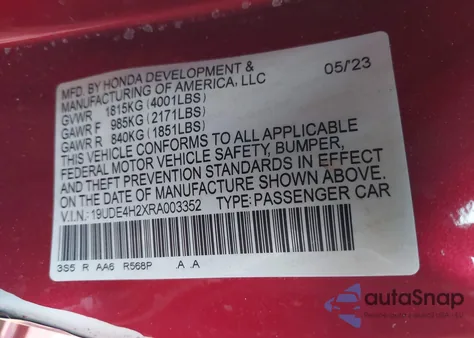 MFD. BY HONDA DEVELOPMENT & 05/23
MANUFACTURING OF AMERICA, LLC
GVWR 1815KG (4001LBS)
GAWR F 985KG (2171LBS)
GAWR R 840KG (1851LBS)
THIS VEHICLE CONFORMS TO ALL APPLICABLE
FEDERAL MOTOR VEHICLE SAFETY, BUMPER,
AND THEFT PREVENTION STANDARDS IN EFFECT
ON THE DATE OF MANUFACTURE SHOWN ABOVE.
V.I.N.: 19UDE4H2XRA003352 TYPE: PASSENGER CAR
3S5 R AA6 R568P .A .A
autoSnap